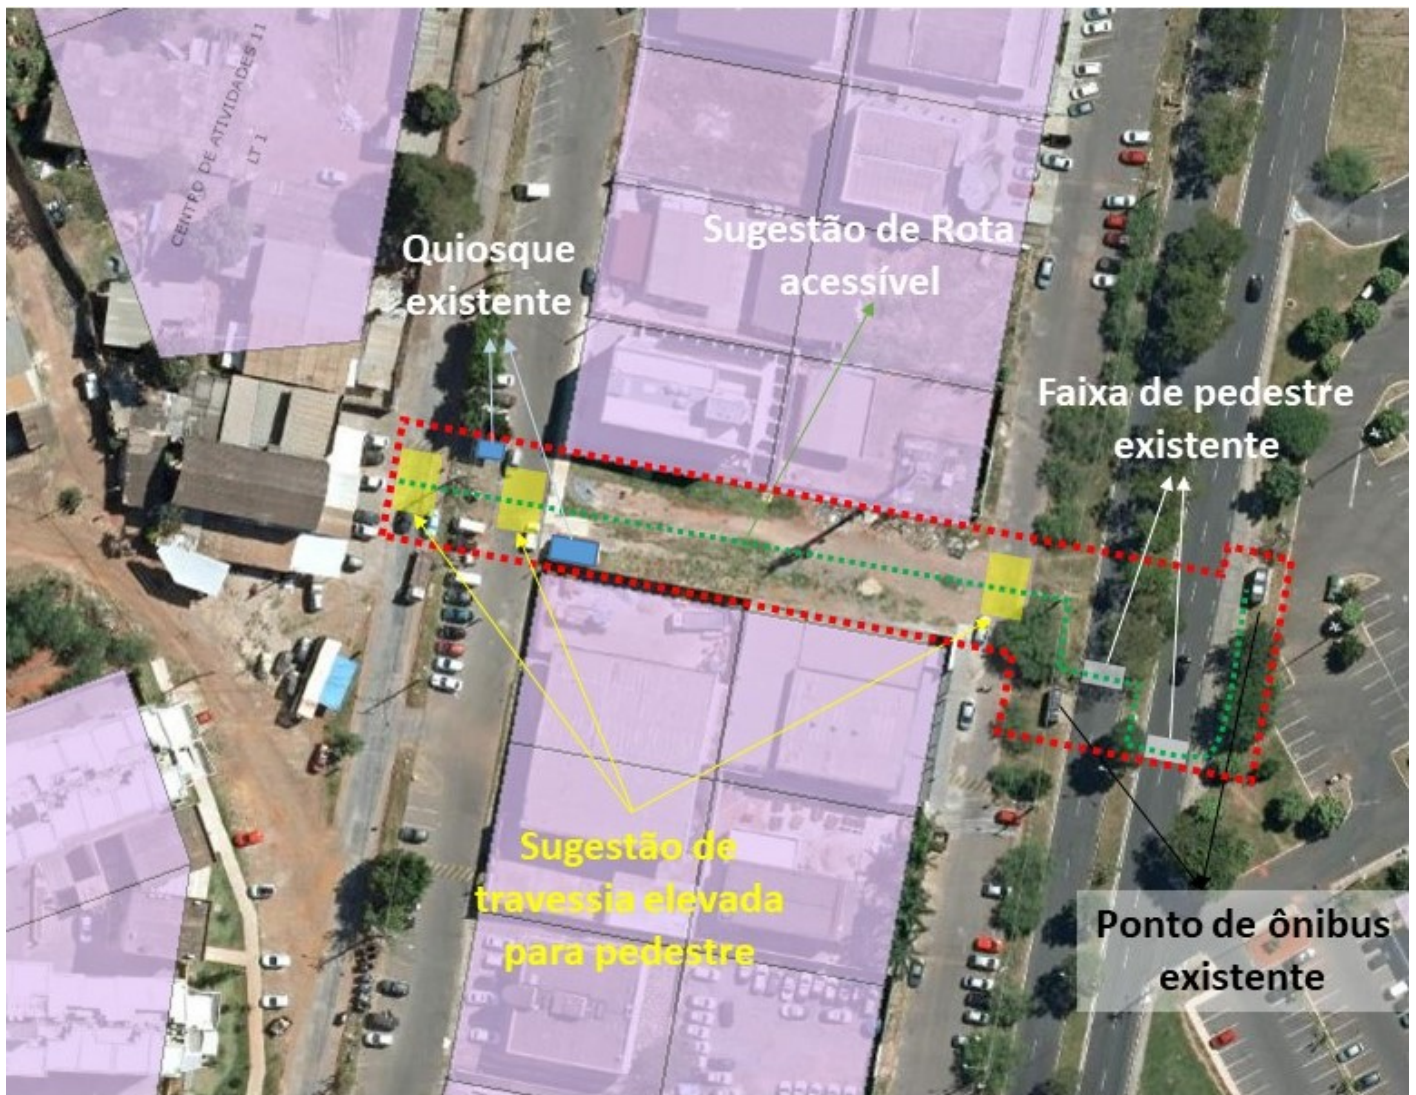 CENTRO DE ATIVIDADES 11
LT 1
Quiosque
existente
Sugestão de Rota
acessível
Faixa de pedestre
existente
Sugestão de
travessia elevada
para pedestre
Ponto de ônibus
existente